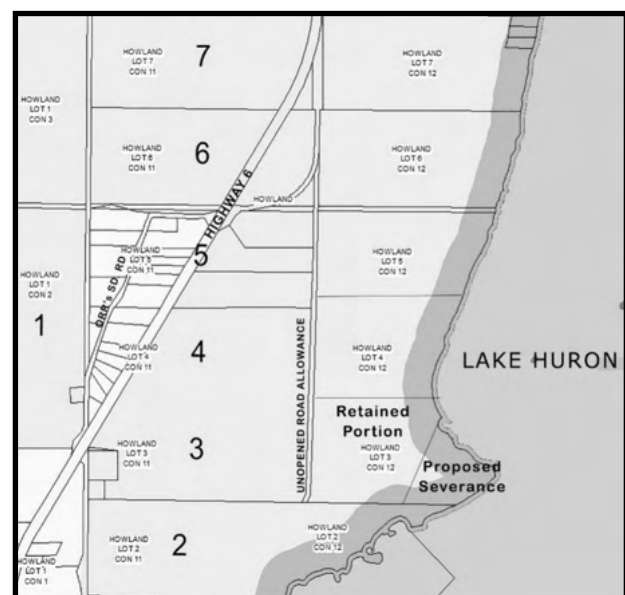 7
HOWLAND
LOT 7
CON 11
HOWLAND
LOT 7
CON 12
HOWLAND
LOT 1
CON 3
6
HOWLAND
LOT 6
CON 11
HOWLAND
LOT 6
CON 12
HIGHWAY 6
HOWLAND
5
HOWLAND
LOT 5
CON 11
HOWLAND
LOT 5
CON 12
ORR's SD. RD
HOWLAND
LOT 1
CON 2
1
4
HOWLAND
LOT 4
CON 11
HOWLAND
LOT 4
CON 12
LAKE HURON
UNOPENED ROAD ALLOWANCE
Retained
Portion
3
HOWLAND
LOT 3
CON 11
HOWLAND
LOT 3
CON 12
Proposed
Severance
2
HOWLAND
LOT 2
CON 11
HOWLAND
LOT 2
CON 12
HOWLAND
LOT 1
CON 1